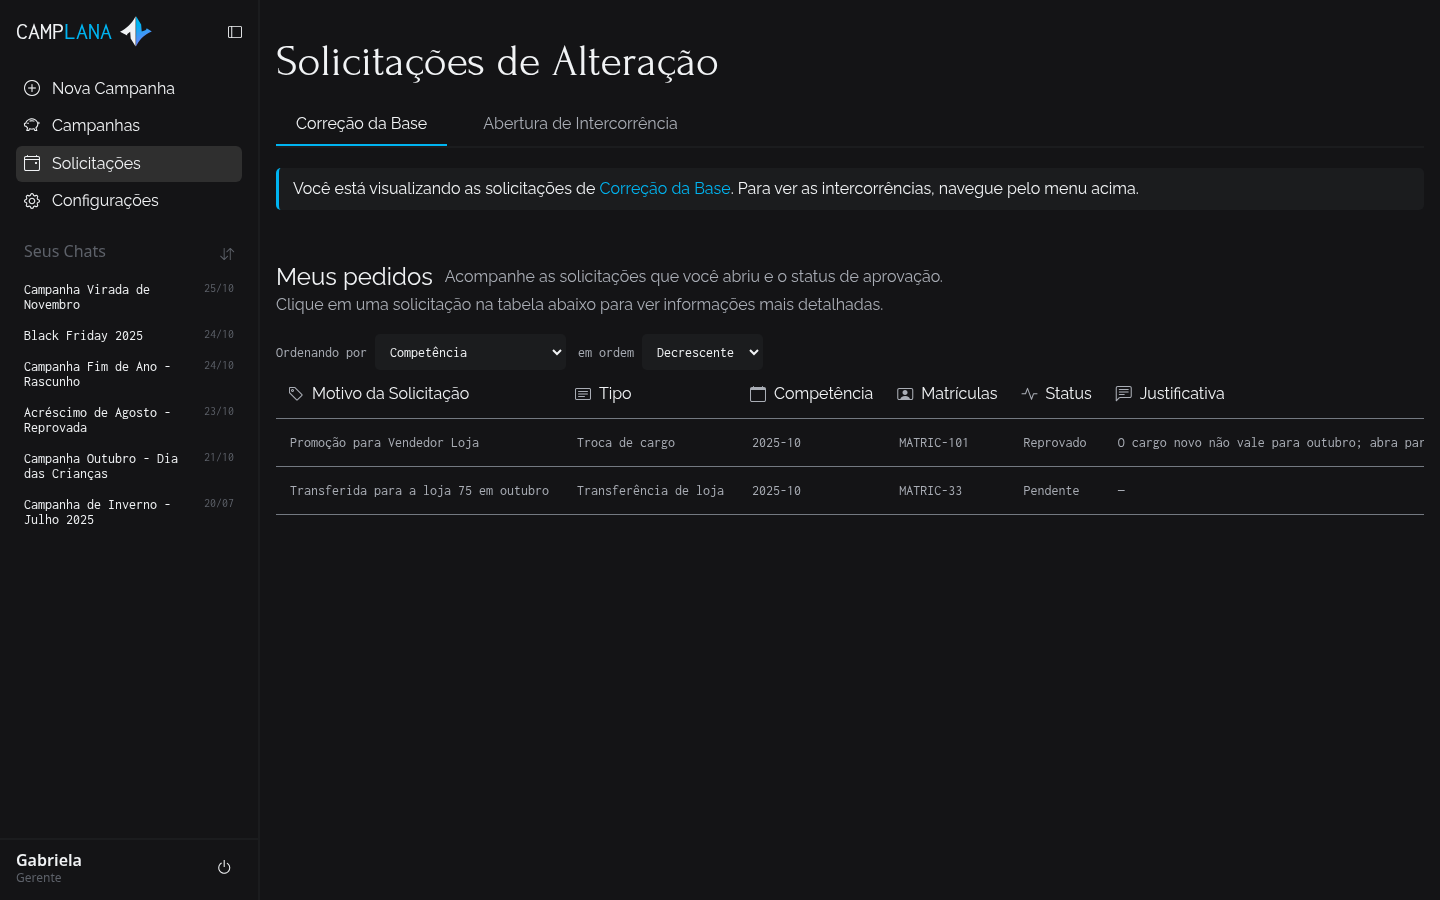 CAMPLANA
Nova Campanha
Campanhas
Solicitações
Configurações
Seus Chats
Campanha Virada de 25/10
Novembro
Black Friday 2025 24/10
Campanha Fim de Ano - 24/10
Rascunho
Acréscimo de Agosto - 23/10
Reprovada
Campanha Outubro - Dia 21/10
das Crianças
Campanha de Inverno - 20/07
Julho 2025
Gabriela
Gerente
Solicitações de Alteração
Correção da Base Abertura de Intercorrência
Você está visualizando as solicitações de Correção da Base. Para ver as intercorrências, navegue pelo menu acima.
Meus pedidos Acompanhe as solicitações que você abriu e o status de aprovação.
Clique em uma solicitação na tabela abaixo para ver informações mais detalhadas.
Ordenando por Competência em ordem Decrescente
Motivo da Solicitação Tipo Competência Matrículas Status Justificativa
Promoção para Vendedor Loja Troca de cargo 2025-10 MATRIC-101 Reprovado O cargo novo não vale para outubro; abra par
Transferida para a loja 75 em outubro Transferência de loja 2025-10 MATRIC-33 Pendente —